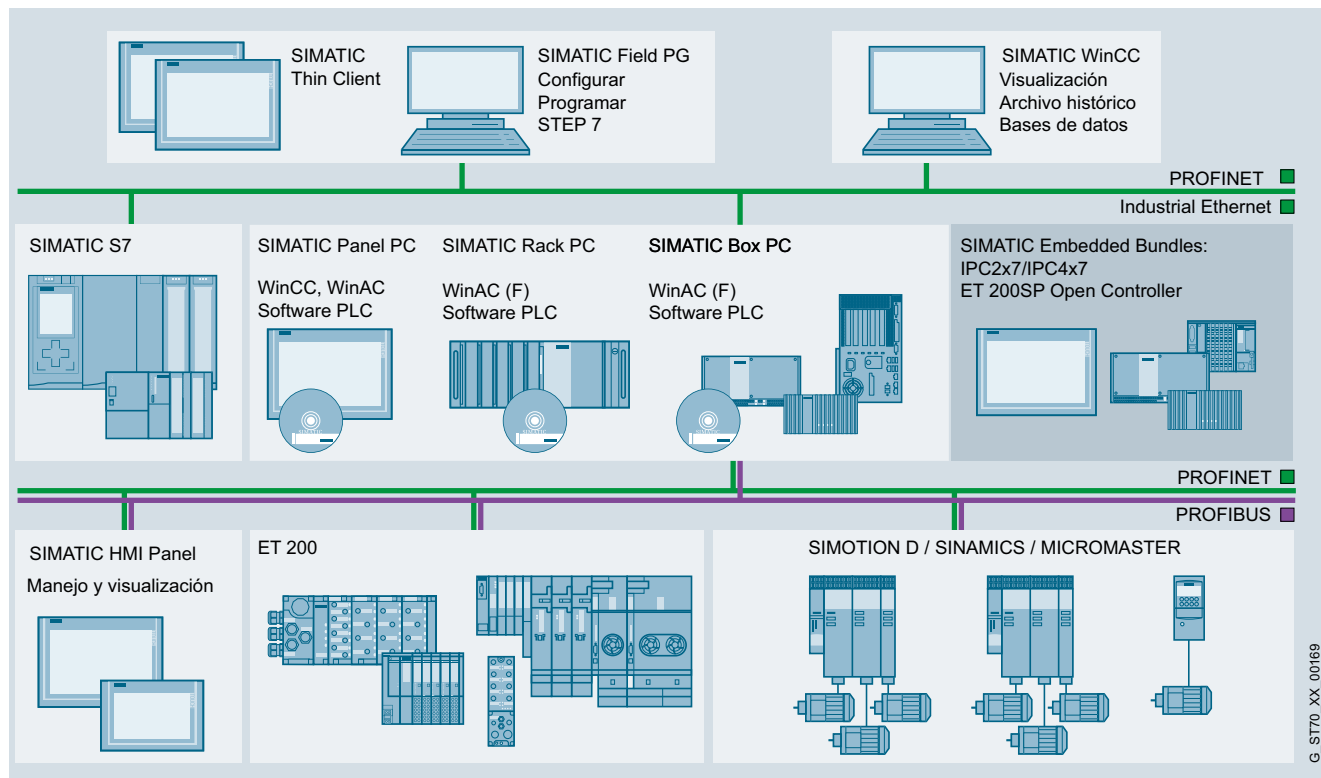 SIMATIC
Thin Client
SIMATIC Field PG
Configurar
Programar
STEP 7
SIMATIC WinCC
Visualización
Archivo histórico
Bases de datos
PROFINET
Industrial Ethernet
SIMATIC S7
SIMATIC Panel PC
WinCC, WinAC
Software PLC
SIMATIC Rack PC
WinAC (F)
Software PLC
SIMATIC Box PC
WinAC (F)
Software PLC
SIMATIC Embedded Bundles:
IPC2x7/IPC4x7
ET 200SP Open Controller
SIMATIC
SIMATIC
SIMATIC
PROFINET
PROFIBUS
SIMATIC HMI Panel
Manejo y visualización
ET 200
SIMOTION D / SINAMICS / MICROMASTER
G_ST70_XX_00169